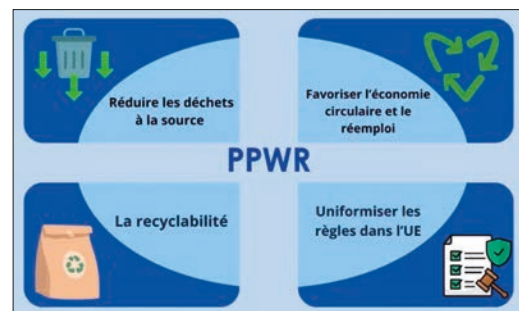 Réduire les déchets
à la source
Favoriser l'économie
circulaire et le
réemploi
PPWR
La recyclabilité
Uniformiser les
règles dans l'UE